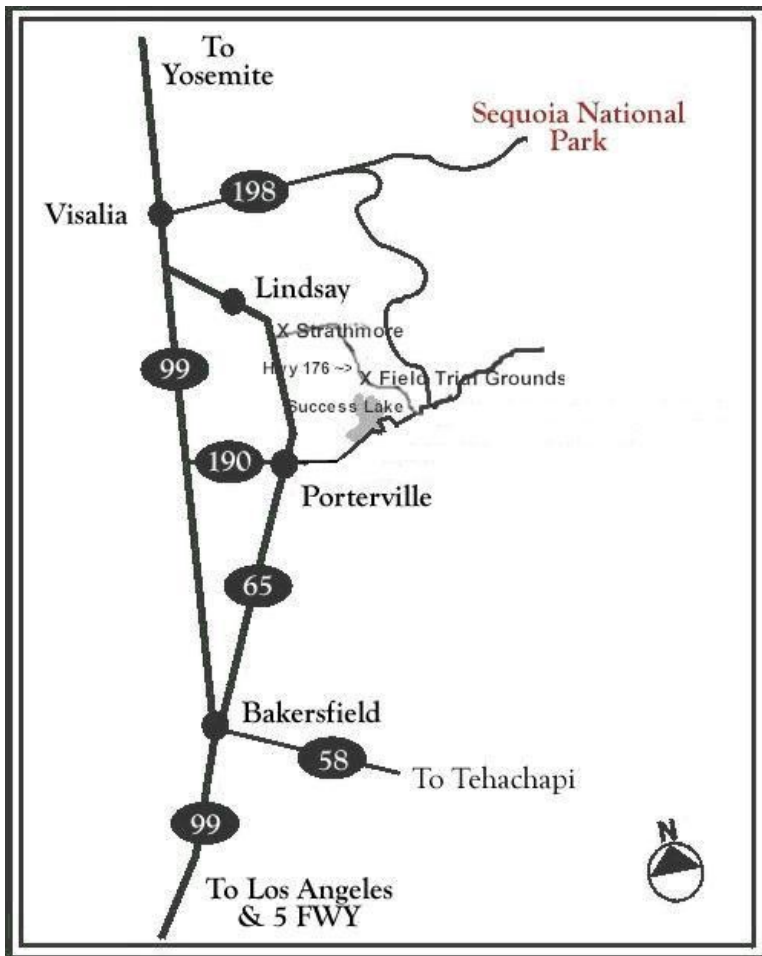 To
Yosemite
Sequoia National
Park
198
Visalia
Lindsay
X Strathmore
99
Hwy 176 ~>
X Field Trial Grounds
Success Lake
190
Porterville
65
Bakersfield
58
To Tehachapi
99
N
To Los Angeles
& 5 FWY